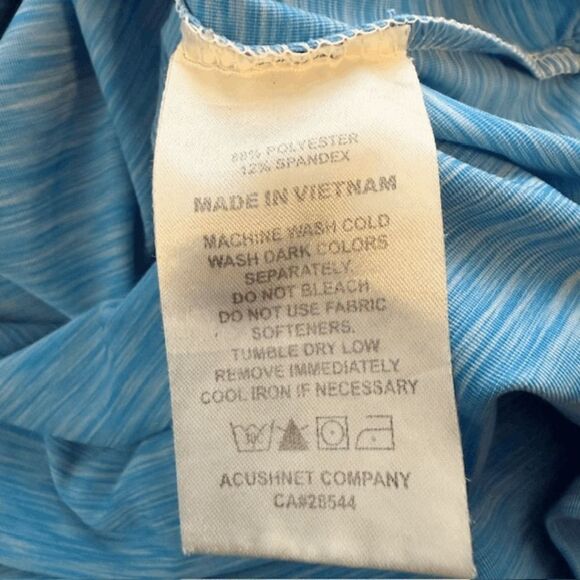 88% POLYESTER
12% SPANDEX
MADE IN VIETNAM
MACHINE WASH COLD
WASH DARK COLORS
SEPARATELY.
DO NOT BLEACH
DO NOT USE FABRIC
SOFTENERS.
TUMBLE DRY LOW
REMOVE IMMEDIATELY
COOL IRON IF NECESSARY
ACUSHNET COMPANY
CA#28544